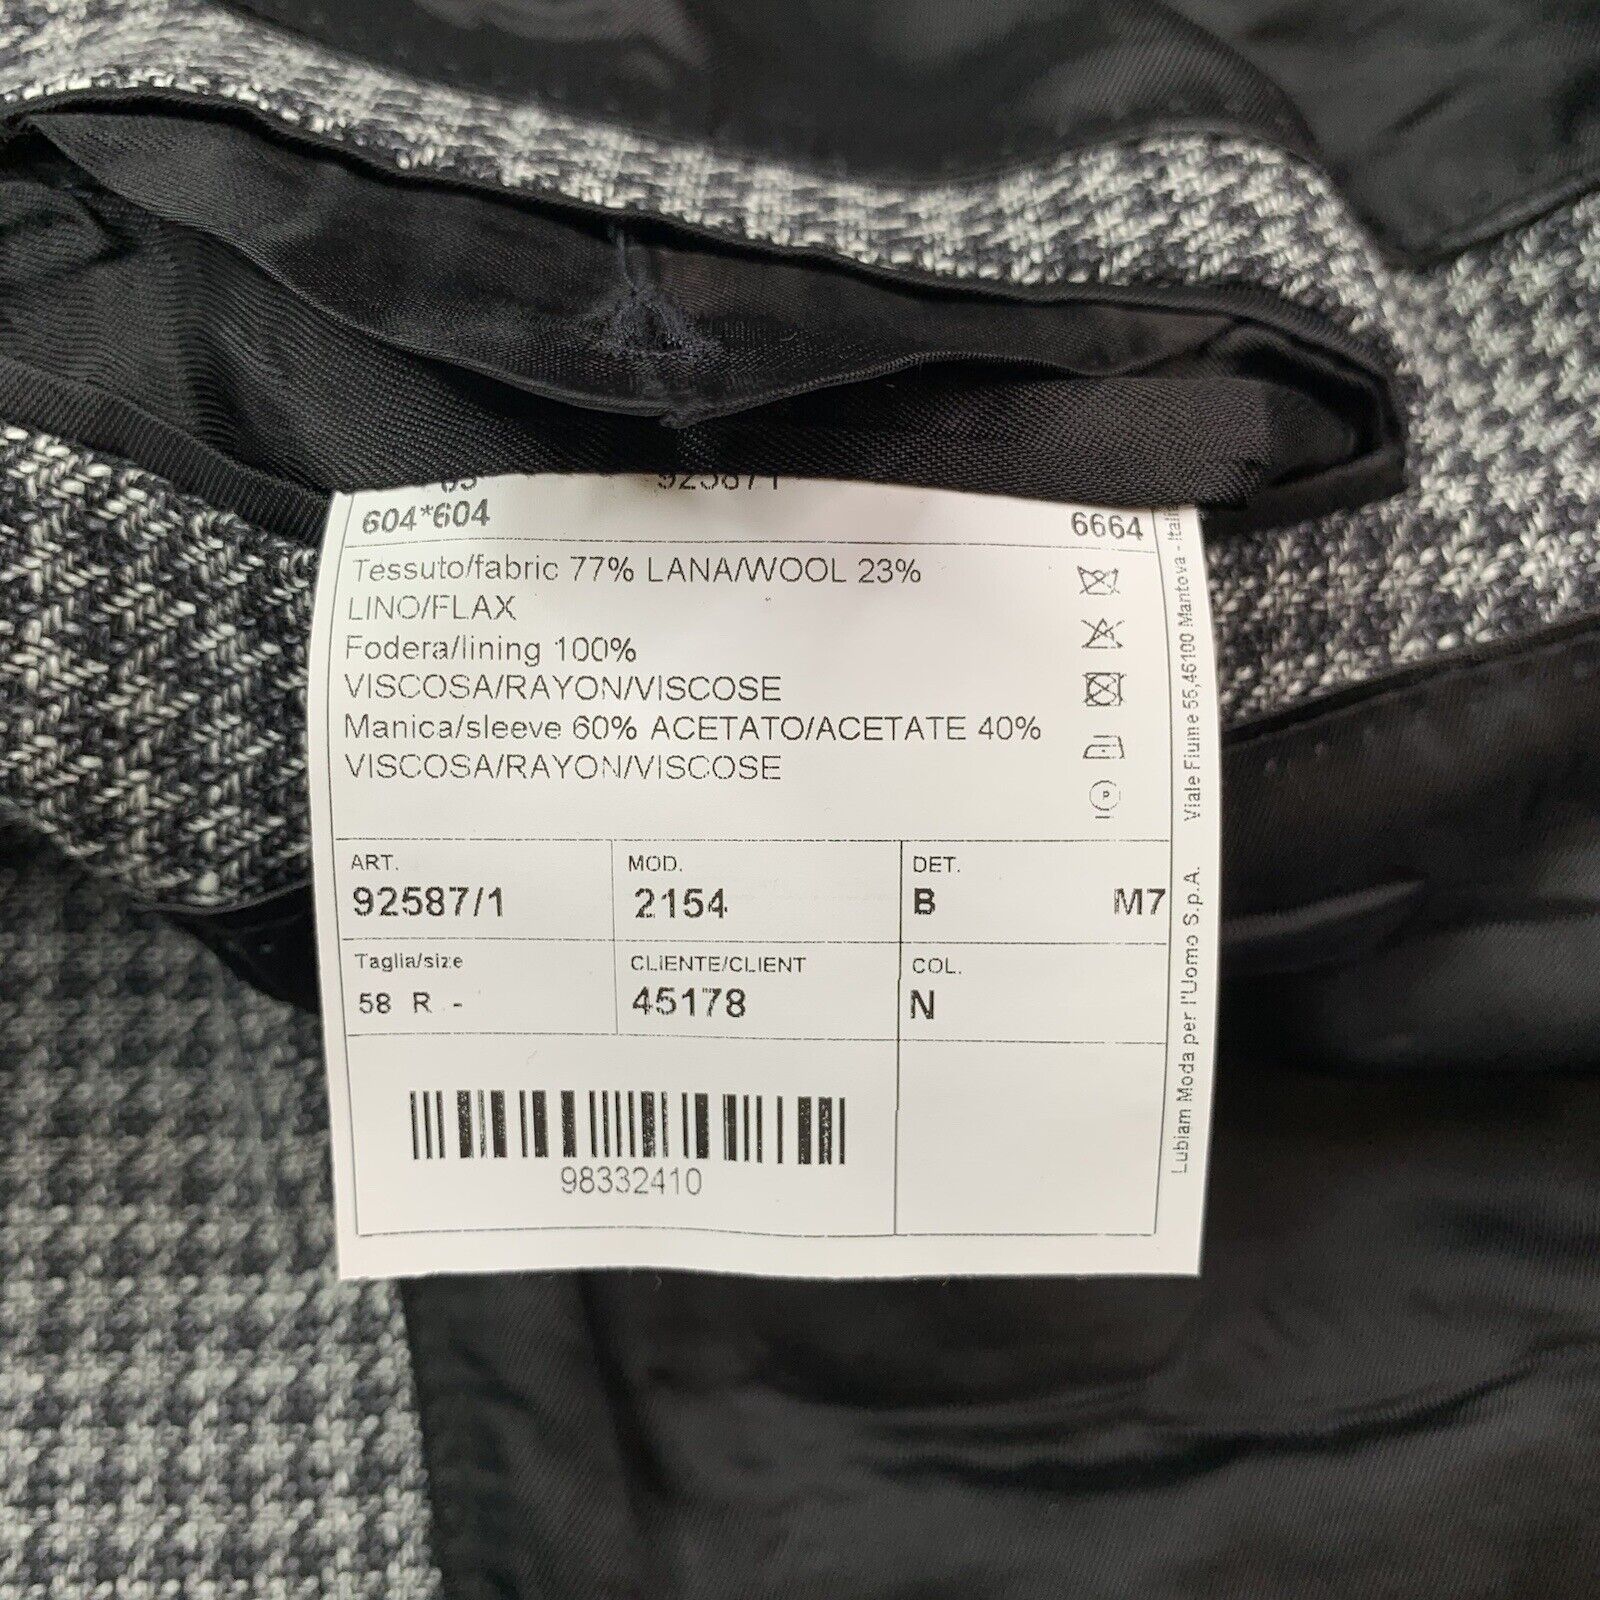 604*604 6664
Tessuto/fabric 77% LANA/WOOL 23%
LINO/FLAX
Fodera/lining 100%
VISCOSA/RAYON/VISCOSE
Manica/sleeve 60% ACETATO/ACETATE 40%
VISCOSA/RAYON/VISCOSE
ART. MOD. DET.
92587/1 2154 B M7
Taglia/size CLIENTE/CLIENT COL.
58 R - 45178 N
98332410
Lubiam Moda per l'Uomo S.p.A. Viale Fiume 55,46100 Mantova - Itali